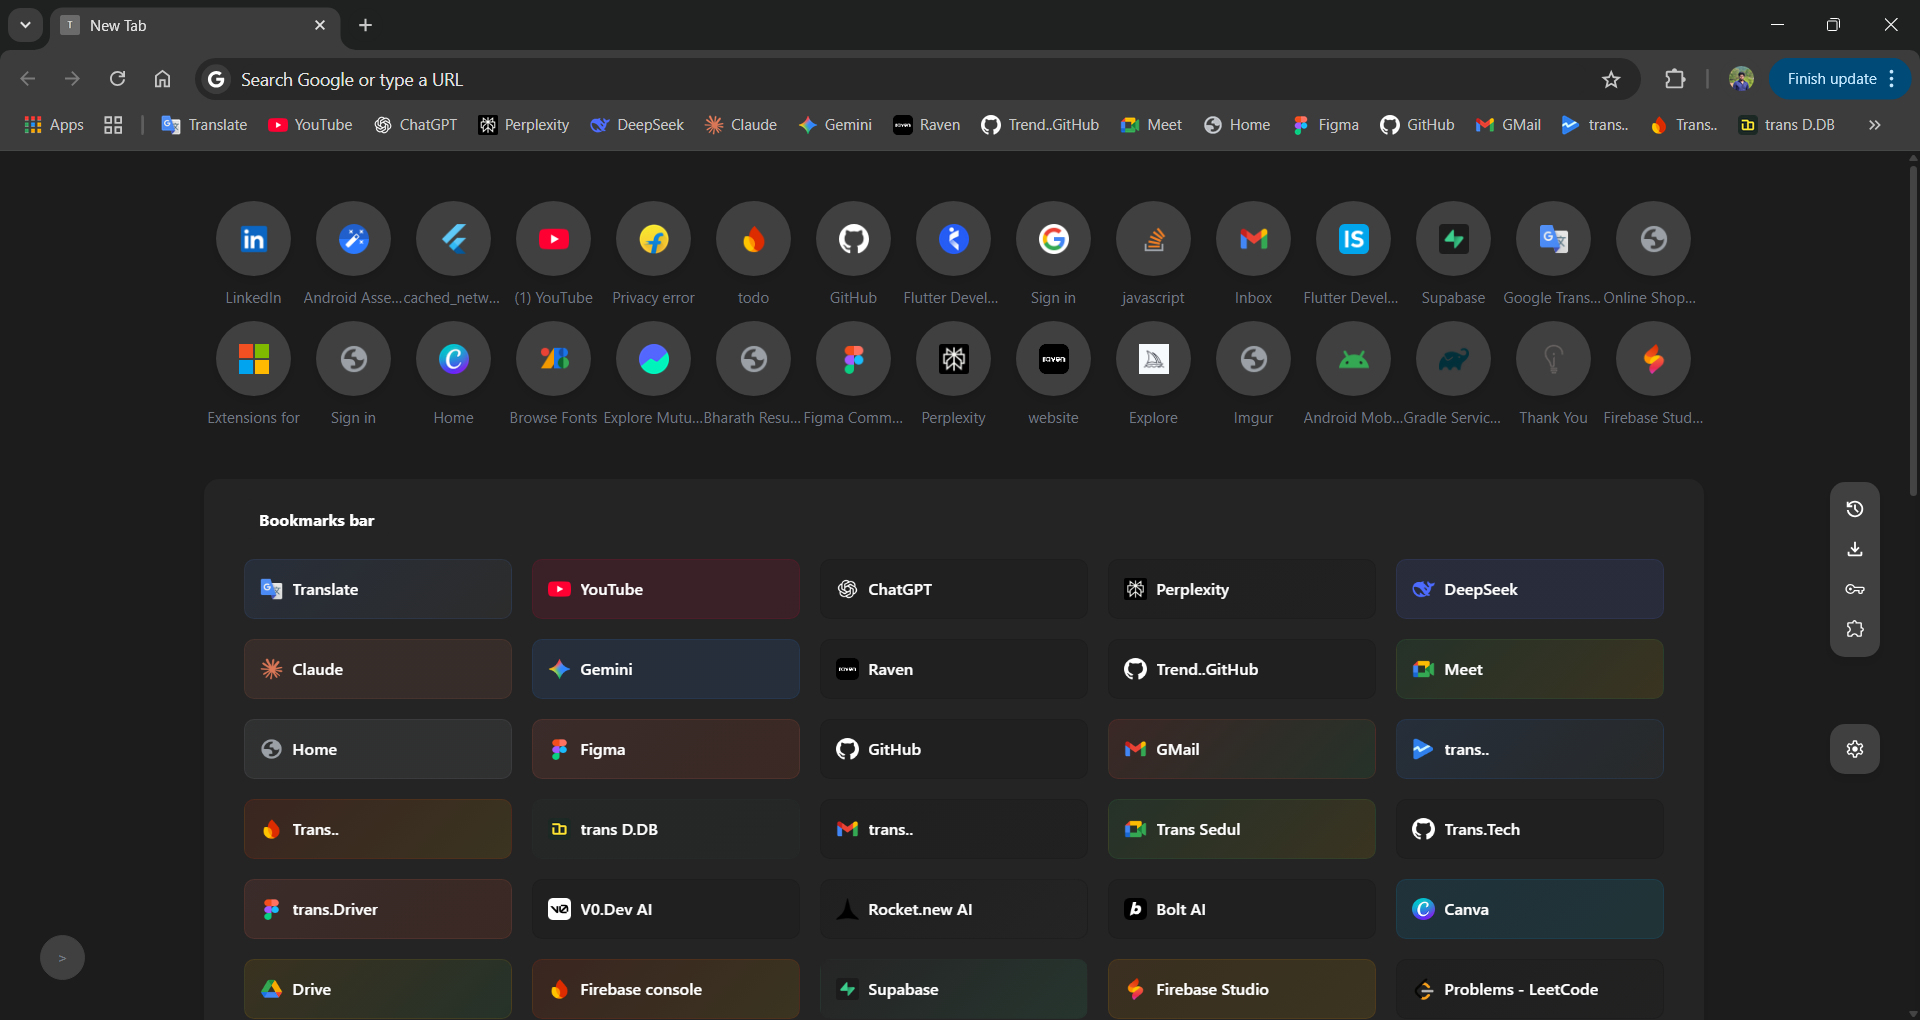 T New Tab
Search Google or type a URL
Finish update
Apps Translate YouTube ChatGPT Perplexity DeepSeek Claude Gemini Raven Trend..GitHub Meet Home Figma GitHub GMail trans.. Trans.. trans D.DB
LinkedIn Android Asse... cached_netw... (1) YouTube Privacy error todo GitHub Flutter Devel... Sign in javascript Inbox Flutter Devel... Supabase Google Trans... Online Shop...
Extensions for Sign in Home Browse Fonts Explore Mutu... Bharath Resu... Figma Comm... Perplexity website Explore Imgur Android Mob... Gradle Servic... Thank You Firebase Stud...
Bookmarks bar
Translate YouTube ChatGPT Perplexity DeepSeek
Claude Gemini Raven Trend..GitHub Meet
Home Figma GitHub GMail trans..
Trans.. trans D.DB trans.. Trans Sedul Trans.Tech
trans.Driver V0.Dev AI Rocket.new AI Bolt AI Canva
>
Drive Firebase console Supabase Firebase Studio Problems - LeetCode